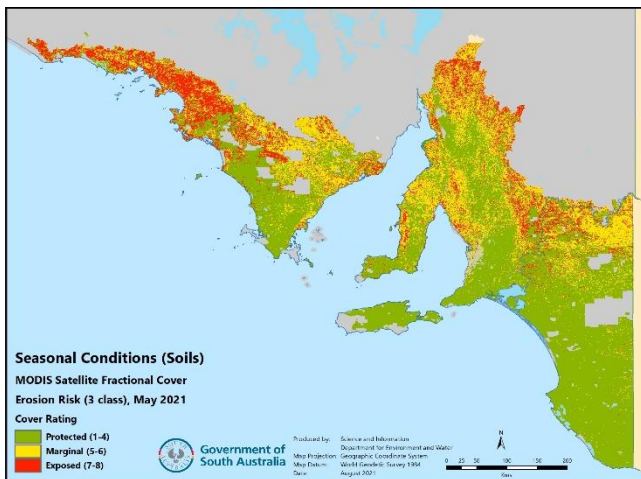 Seasonal Conditions (Soils)
MODIS Satellite Fractional Cover
Erosion Risk (3 class), May 2021
Cover Rating
Protected (1-4)
Marginal (5-6)
Exposed (7-8)
Government of
South Australia
Produced by: Science and Information
Department for Environment and Water
Map Projection: Geographic Coordinate System
Map Datum: World Geodetic Survey 1984
Date: August 2021
N
0 25 50 100 150 200
Kms